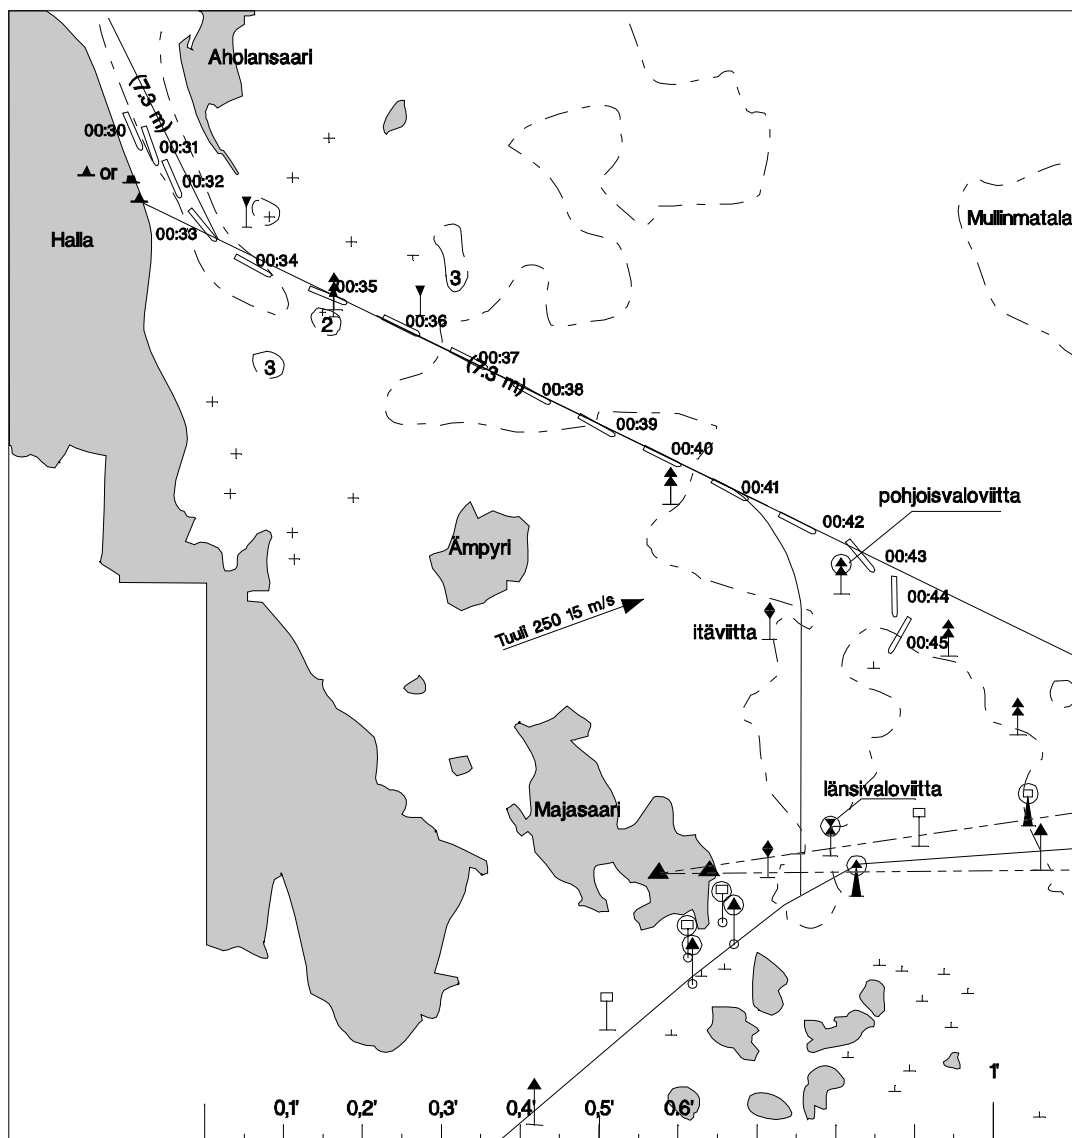 Aholansaari
(7.3 m)
00:30
00:31
or
00:32
Halla
00:33
Mullinmatala
00:34
3
00:35
2
00:36
3
00:37
(7.3 m)
00:38
00:39
00:40
00:41
pohjoisvaloviitta
00:42
Ämpyri
00:43
00:44
Tuuli 250 15 m/s
itäviitta
00:45
länsivaloviitta
Majasaari
1'
0,1'
0,2'
0,3'
0,4'
0,5'
0.6'